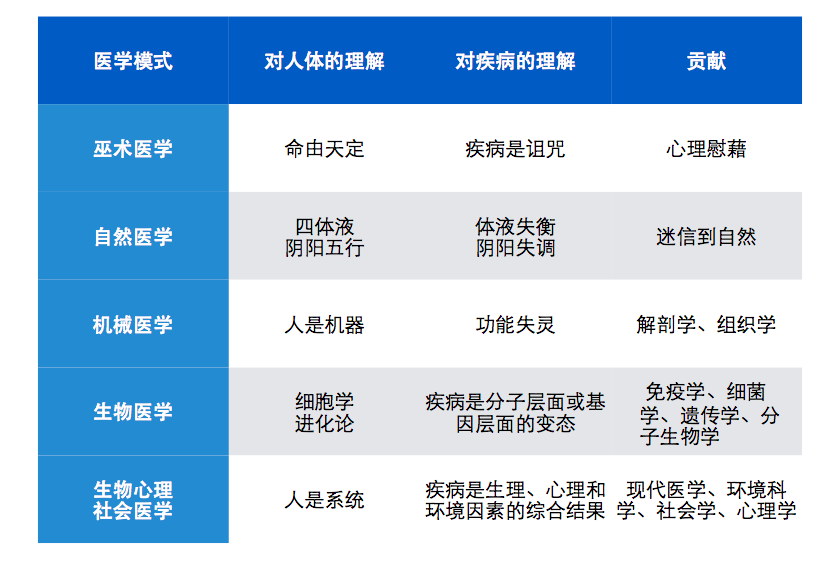 医学模式 对人体的理解 对疾病的理解 贡献
巫术医学 命由天定 疾病是诅咒 心理慰藉
自然医学
四体液
阴阳五行
体液失衡
阴阳失调
迷信到自然
机械医学 人是机器 功能失灵 解剖学、组织学
生物医学
细胞学
进化论
疾病是分子层面或基
因层面的变态
免疫学、细菌
学、遗传学、分
子生物学
生物心理
社会医学
人是系统
疾病是生理、心理和
环境因素的综合结果
现代医学、环境科
学、社会学、心理学